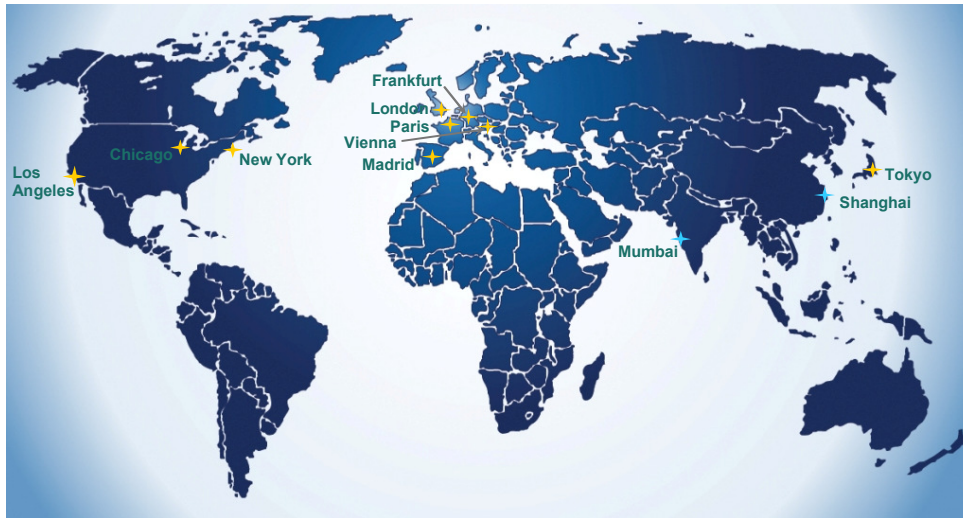 Frankfurt
London
Paris
Vienna
Madrid
Chicago
New York
Los
Angeles
Tokyo
Shanghai
Mumbai